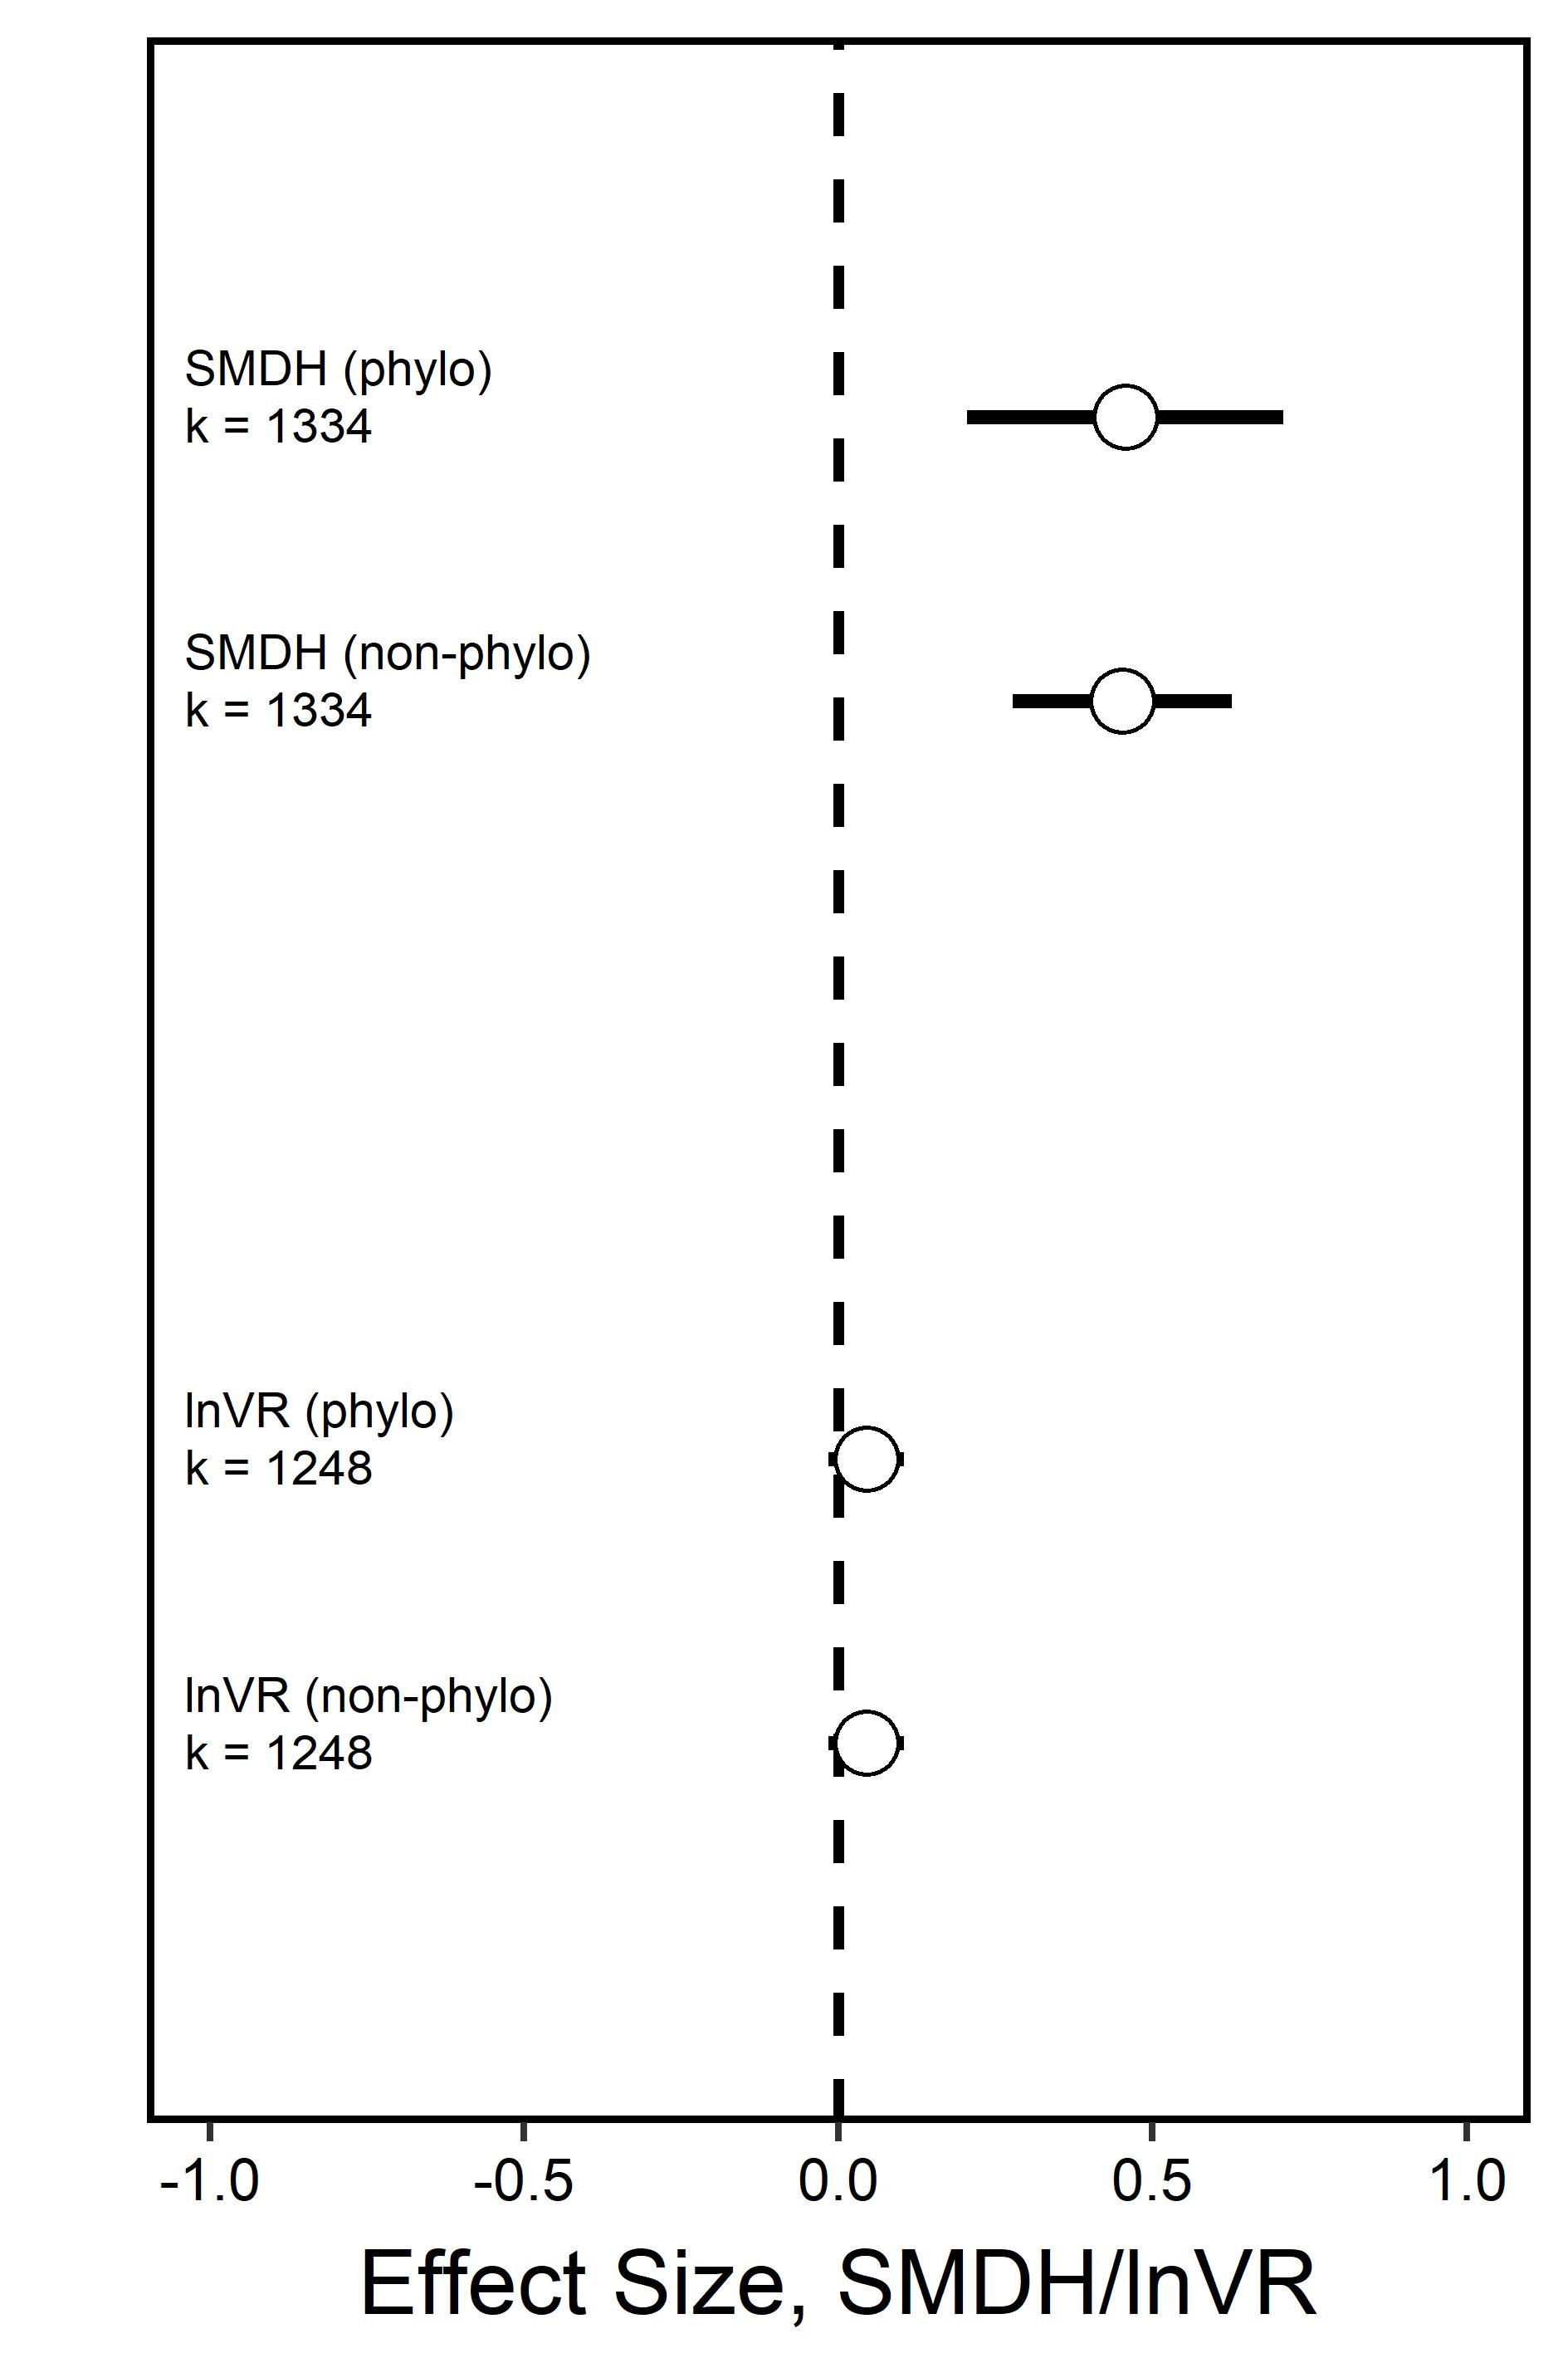 SMDH (phylo)
k = 1334
SMDH (non-phylo)
k = 1334
lnVR (phylo)
k = 1248
lnVR (non-phylo)
k = 1248
-1.0 -0.5 0.0 0.5 1.0
Effect Size, SMDH/lnVR